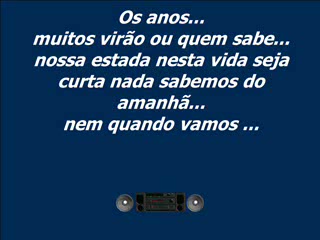 Os anos...
muitos virão ou quem sabe...
nossa estada nesta vida seja
curta nada sabemos do
amanhã...
nem quando vamos ...